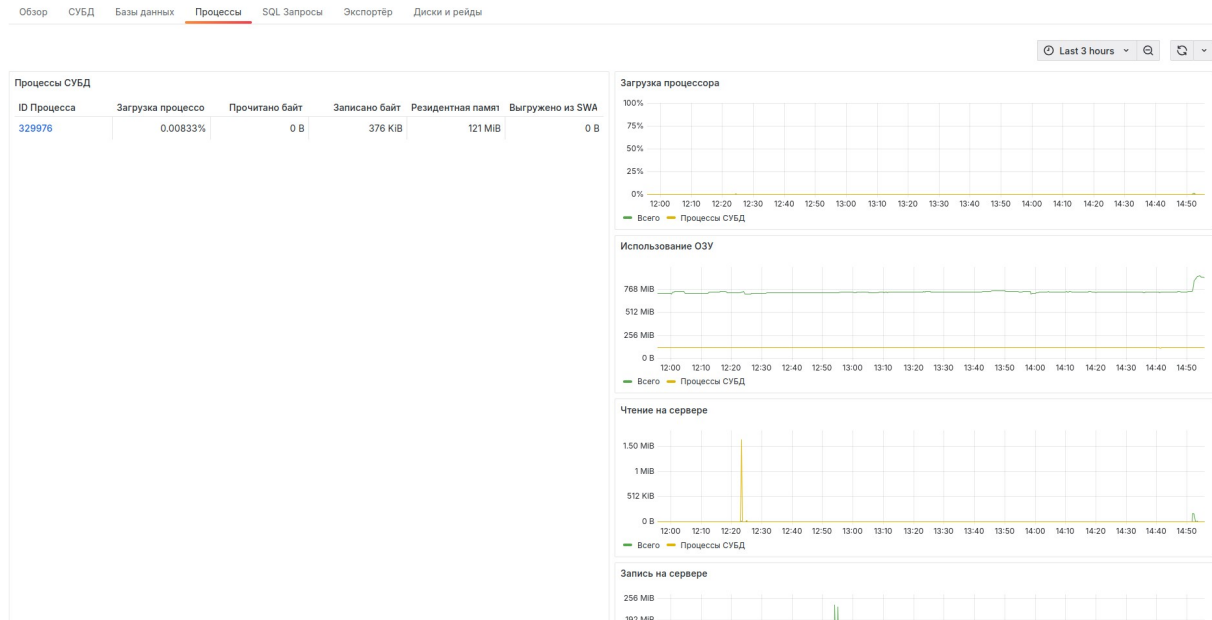 Обзор СУБД Базы данных Процессы SQL Запросы Экспортёр Диски и рейды
Last 3 hours
Процессы СУБД
ID Процесса Загрузка процессо Прочитано байт Записано байт Резидентная памят Выгружено из SWA
329976 0.00833% 0 B 376 KiB 121 MiB 0 B
Загрузка процессора
100%
75%
50%
25%
0%
12:00 12:10 12:20 12:30 12:40 12:50 13:00 13:10 13:20 13:30 13:40 13:50 14:00 14:10 14:20 14:30 14:40 14:50
Всего Процессы СУБД
Использование ОЗУ
768 MiB
512 MiB
256 MiB
0 B
12:00 12:10 12:20 12:30 12:40 12:50 13:00 13:10 13:20 13:30 13:40 13:50 14:00 14:10 14:20 14:30 14:40 14:50
Всего Процессы СУБД
Чтение на сервере
1.50 MiB
1 MiB
512 KiB
0 B
12:00 12:10 12:20 12:30 12:40 12:50 13:00 13:10 13:20 13:30 13:40 13:50 14:00 14:10 14:20 14:30 14:40 14:50
Всего Процессы СУБД
Запись на сервере
256 MiB
192 MiB